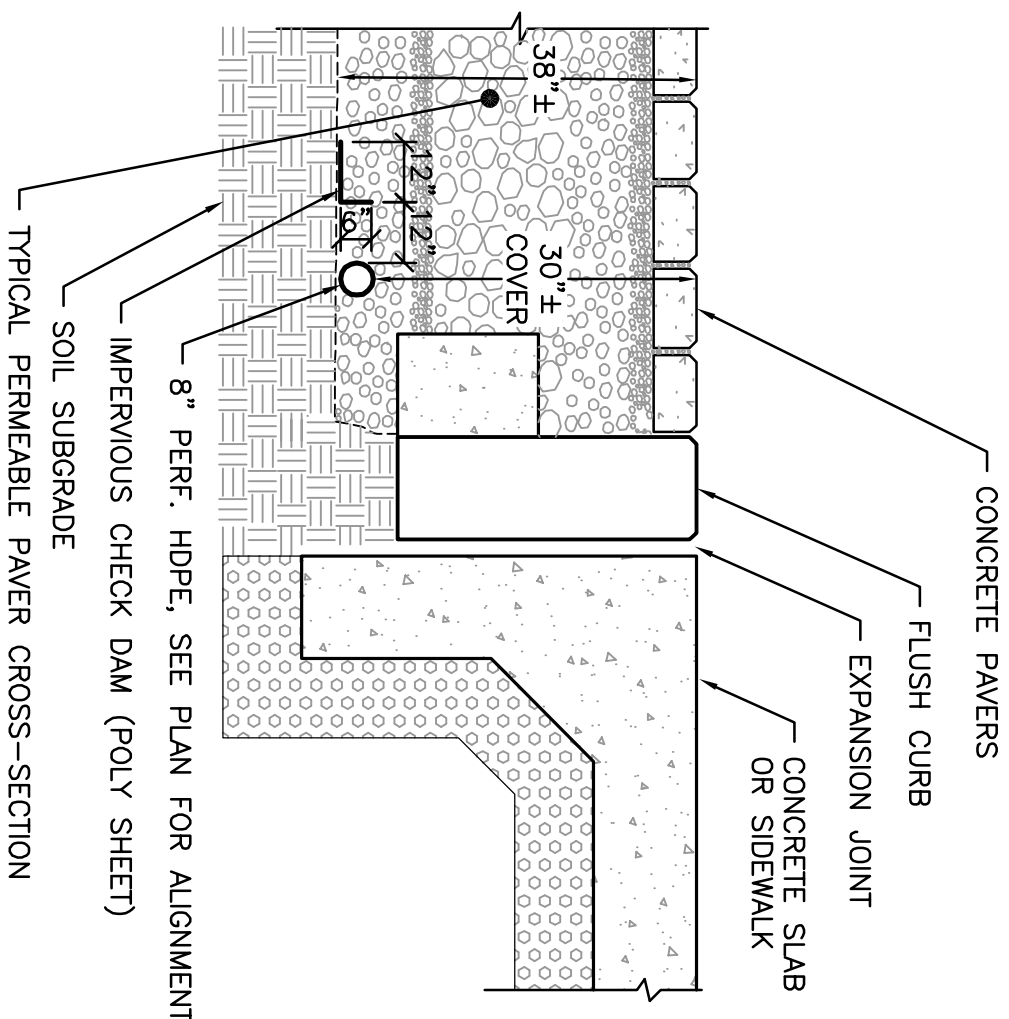 CONCRETE PAVERS
FLUSH CURB
EXPANSION JOINT
CONCRETE SLAB
OR SIDEWALK
38"±
30"±
COVER
12"
12"
6"
8" PERF. HDPE, SEE PLAN FOR ALIGNMENT
IMPERVIOUS CHECK DAM (POLY SHEET)
SOIL SUBGRADE
TYPICAL PERMEABLE PAVER CROSS-SECTION